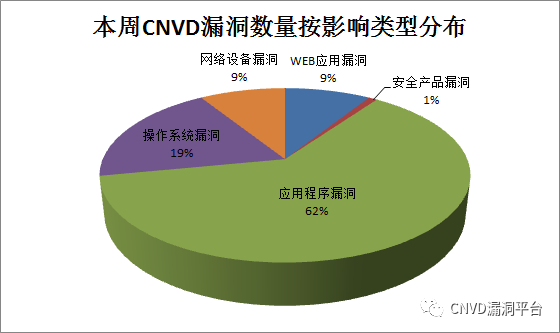 本周CNVD漏洞数量按影响类型分布
网络设备漏洞
9%
WEB应用漏洞
9%
安全产品漏洞
1%
操作系统漏洞
19%
应用程序漏洞
62%
CNVD漏洞平台